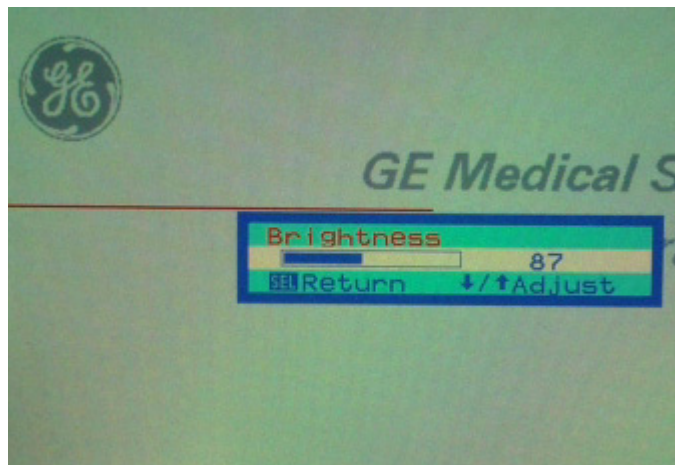 GE
GE Medical S
Brightness
87
SEL Return ↓/↑Adjust